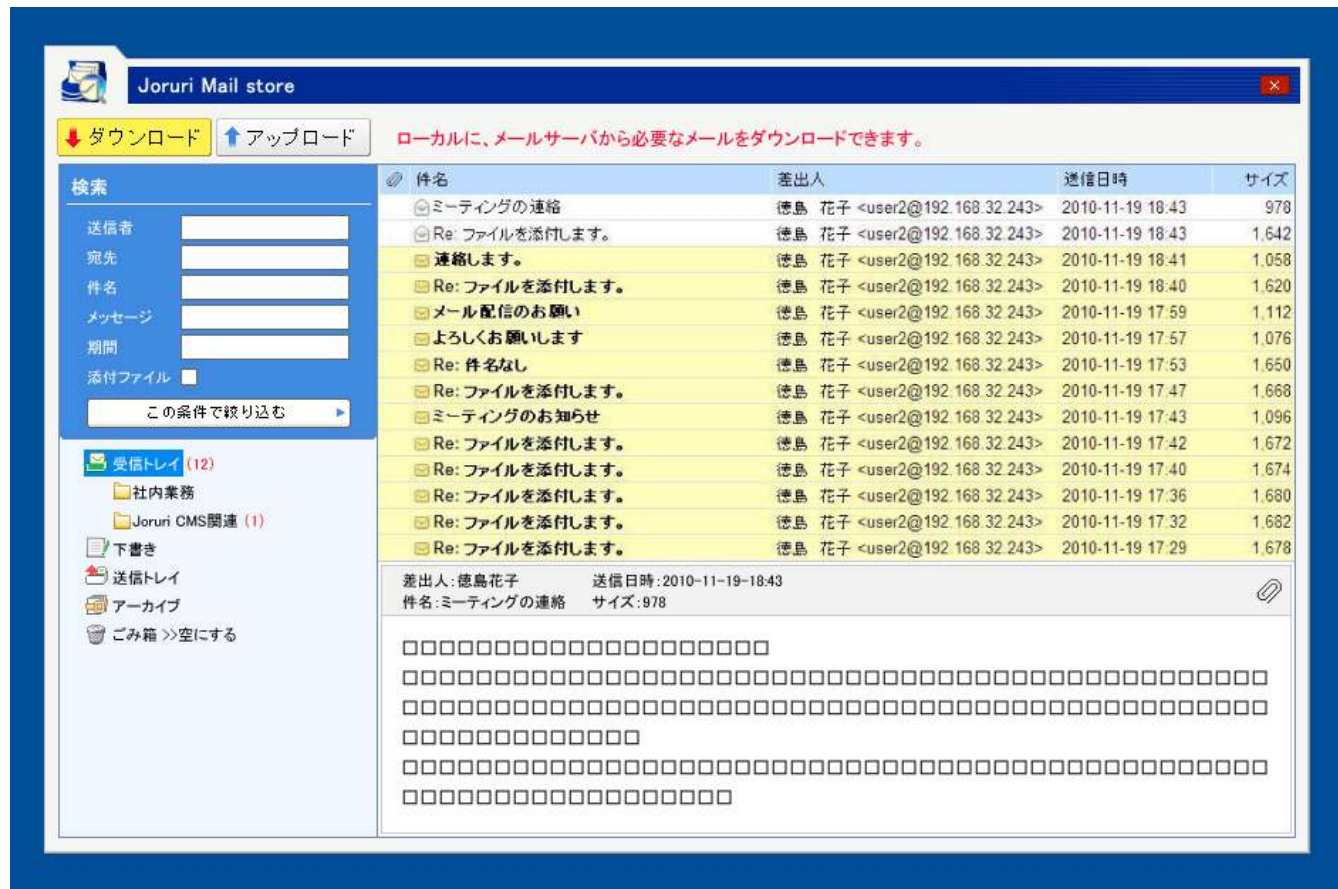 Joruri Mail store
ダウンロード アップロード ローカルに、メールサーバから必要なメールをダウンロードできます。
検索
送信者
宛先
件名
メッセージ
期間
添付ファイル
この条件で絞り込む
受信トレイ (12)
社内業務
Joruri CMS関連 (1)
下書き
送信トレイ
アーカイブ
ごみ箱 >>空にする
件名 差出人 送信日時 サイズ
ミーティングの連絡 徳島 花子 <user2@192.168.32.243> 2010-11-19 18:43 978
Re: ファイルを添付します。 徳島 花子 <user2@192.168.32.243> 2010-11-19 18:43 1,642
連絡します。 徳島 花子 <user2@192.168.32.243> 2010-11-19 18:41 1,058
Re: ファイルを添付します。 徳島 花子 <user2@192.168.32.243> 2010-11-19 18:40 1,620
メール配信のお願い 徳島 花子 <user2@192.168.32.243> 2010-11-19 17:59 1,112
よろしくお願いします 徳島 花子 <user2@192.168.32.243> 2010-11-19 17:57 1,076
Re: 件名なし 徳島 花子 <user2@192.168.32.243> 2010-11-19 17:53 1,650
Re: ファイルを添付します。 徳島 花子 <user2@192.168.32.243> 2010-11-19 17:47 1,668
ミーティングのお知らせ 徳島 花子 <user2@192.168.32.243> 2010-11-19 17:43 1,096
Re: ファイルを添付します。 徳島 花子 <user2@192.168.32.243> 2010-11-19 17:42 1,672
Re: ファイルを添付します。 徳島 花子 <user2@192.168.32.243> 2010-11-19 17:40 1,674
Re: ファイルを添付します。 徳島 花子 <user2@192.168.32.243> 2010-11-19 17:36 1,680
Re: ファイルを添付します。 徳島 花子 <user2@192.168.32.243> 2010-11-19 17:32 1,682
Re: ファイルを添付します。 徳島 花子 <user2@192.168.32.243> 2010-11-19 17:29 1,678
差出人:徳島花子 送信日時:2010-11-19-18:43
件名:ミーティングの連絡 サイズ:978